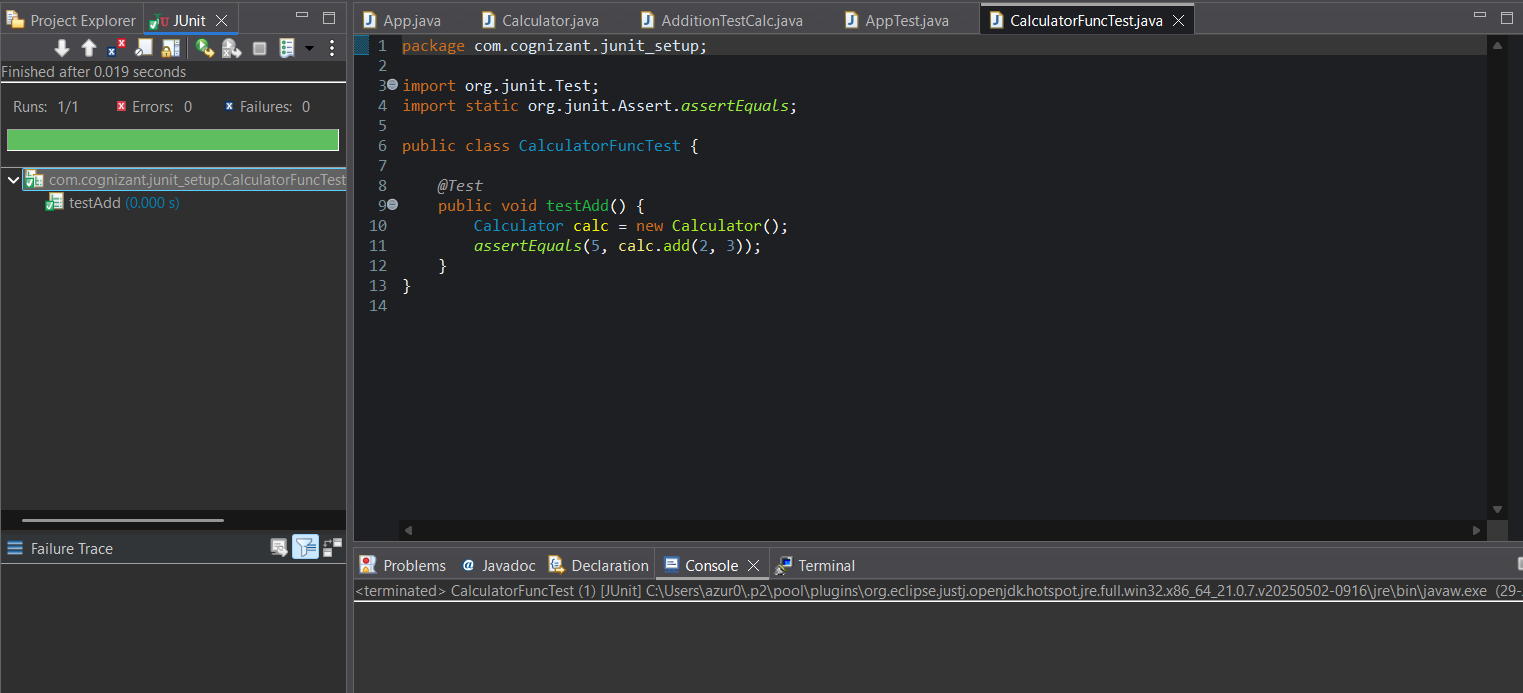 Project Explorer
JUnit
Finished after 0.019 seconds
Runs: 1/1 Errors: 0 Failures: 0
com.cognizant.junit_setup.CalculatorFuncTest
testAdd (0.000 s)
Failure Trace
App.java Calculator.java AdditionTestCalc.java AppTest.java CalculatorFuncTest.java
1 package com.cognizant.junit_setup;
2
3 import org.junit.Test;
4 import static org.junit.Assert.assertEquals;
5
6 public class CalculatorFuncTest {
7
8 @Test
9 public void testAdd() {
10 Calculator calc = new Calculator();
11 assertEquals(5, calc.add(2, 3));
12 }
13 }
14
Problems @ Javadoc Declaration Console Terminal
<terminated> CalculatorFuncTest (1) [JUnit] C:\Users\azur0\.p2\pool\plugins\org.eclipse.justj.openjdk.hotspot.jre.full.win32.x86_64_21.0.7.v20250502-0916\jre\bin\javaw.exe (29-